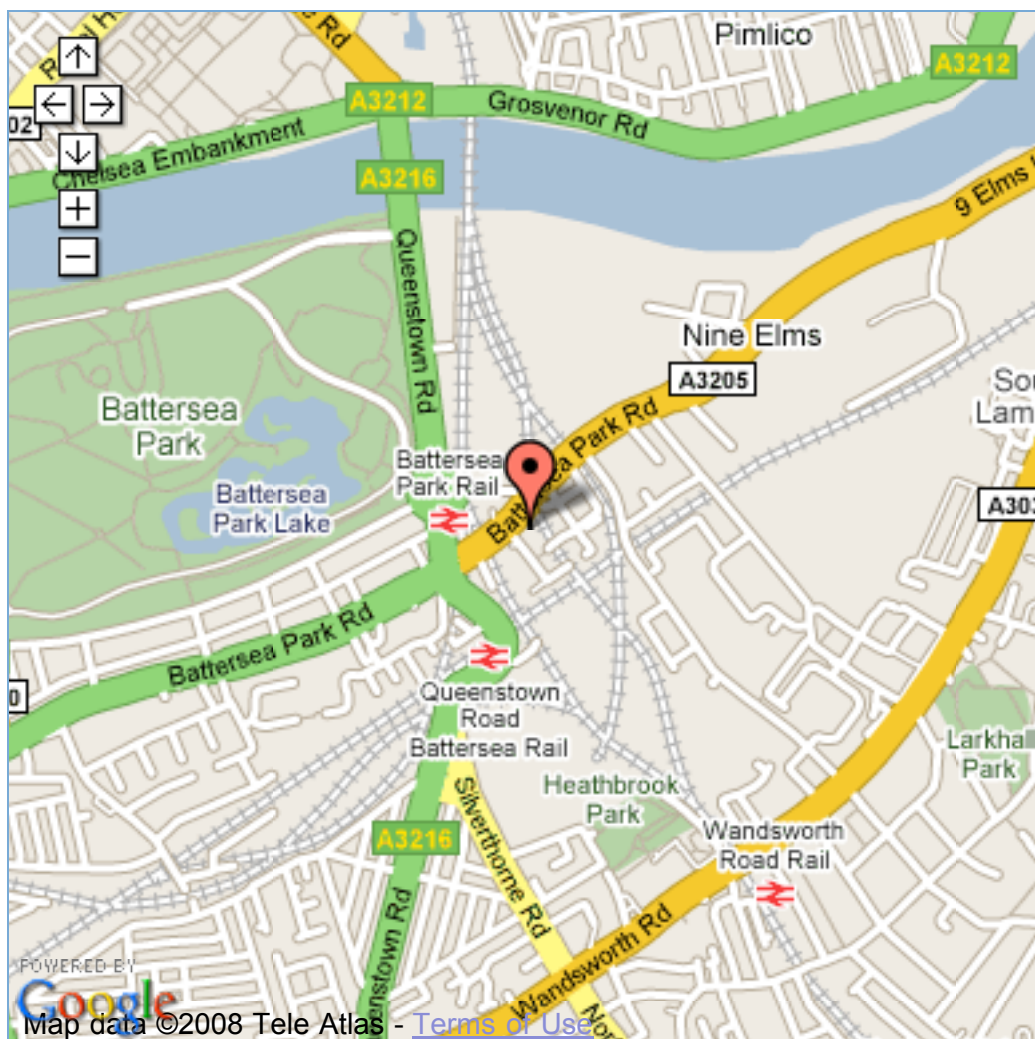 Pimlico
A3212
A3212
Grosvenor Rd
Chelsea Embankment
A3216
9 Elms
Queenstown Rd
Nine Elms
A3205
Battersea
Park
Battersea Park Rd
Battersea
Park Rail
Battersea
Park Lake
Battersea Park Rd
Queenstown
Road
Battersea Rail
Larkhall
Park
Heathbrook
Park
Silverthorne Rd
A3216
Wandsworth
Road Rail
Wandsworth Rd
POWERED BY
Google
Map data ©2008 Tele Atlas - Terms of Use